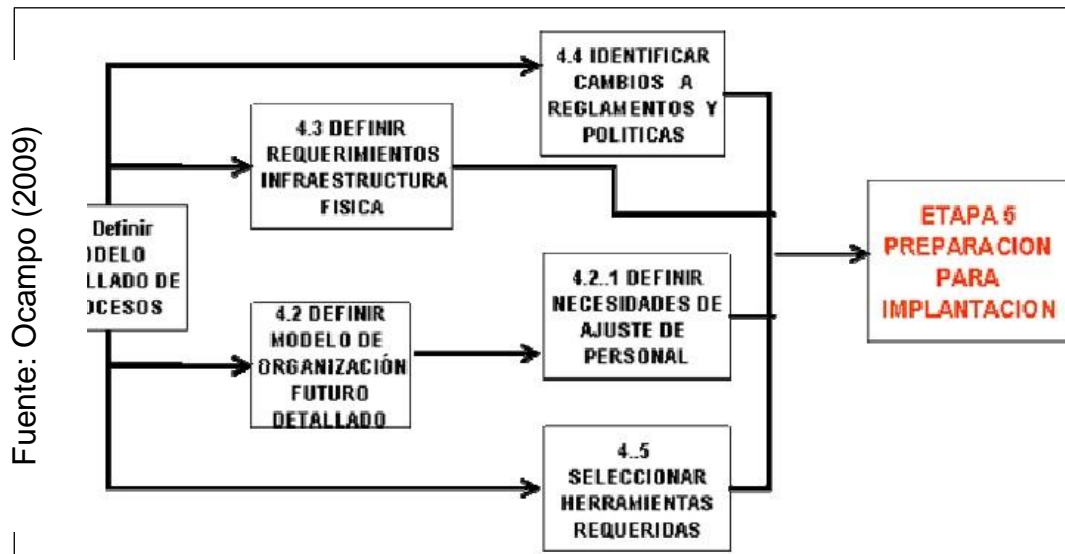 Fuente: Ocampo (2009)
Definir
ODELO
LLADO DE
OCESOS
4.4 IDENTIFICAR
CAMBIOS A
REGLAMENTOS Y
POLITICAS
4.3 DEFINIR
REQUERIMIENTOS
INFRAESTRUCTURA
FISICA
4.2 DEFINIR
MODELO DE
ORGANIZACIÓN
FUTURO
DETALLADO
4.2..1 DEFINIR
NECESIDADES DE
AJUSTE DE
PERSONAL
4..5
SELECCIONAR
HERRAMIENTAS
REQUERIDAS
ETAPA 5
PREPARACION
PARA
IMPLANTACION